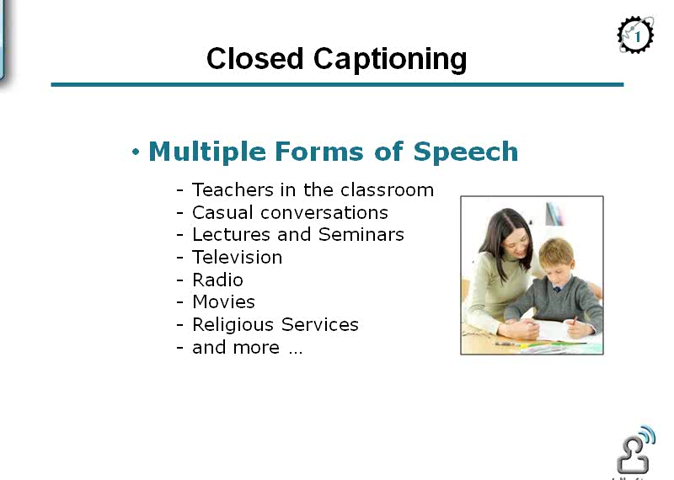 1
Closed Captioning
• Multiple Forms of Speech
- Teachers in the classroom
- Casual conversations
- Lectures and Seminars
- Television
- Radio
- Movies
- Religious Services
- and more ...